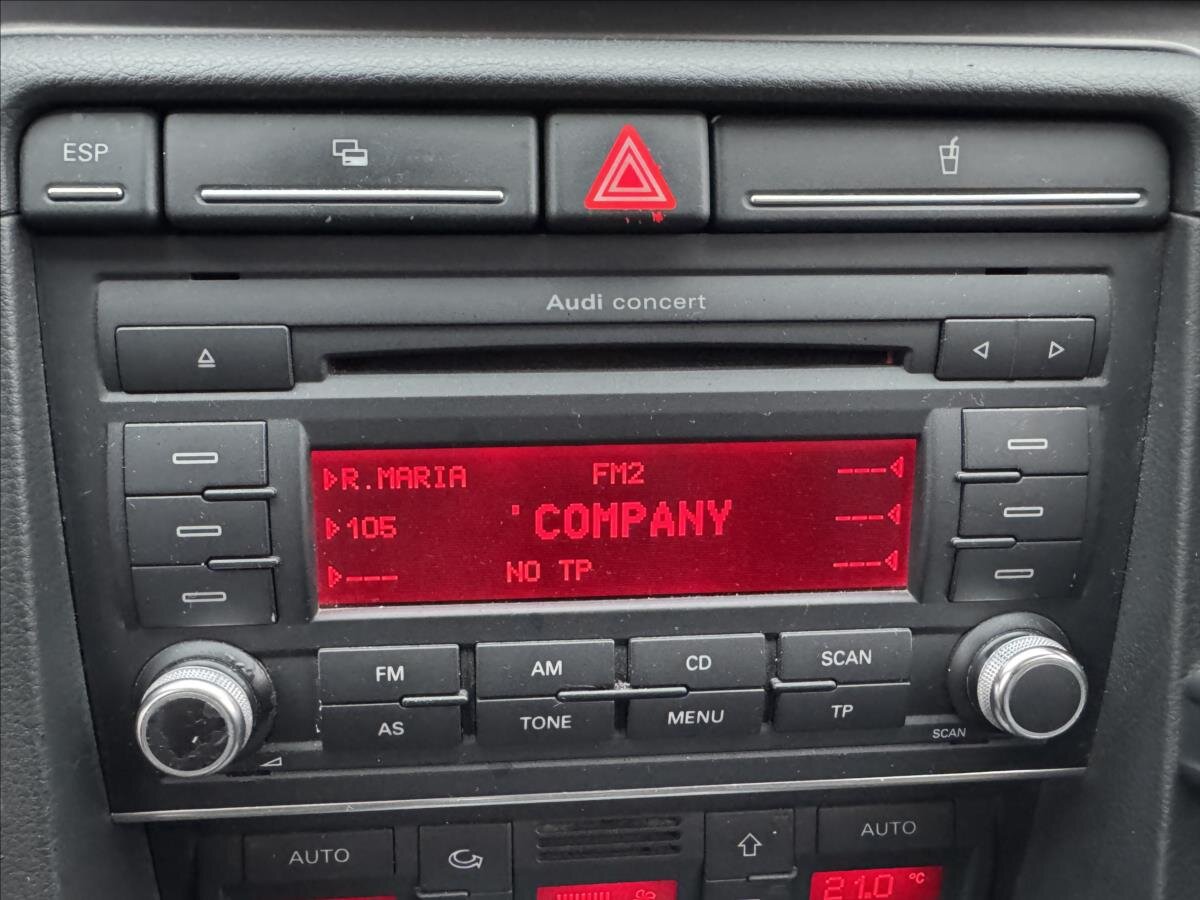 ESP
Audi concert
R.MARIA FM2 ---
105 'COMPANY ---
--- NO TP ---
FM AM CD SCAN
AS TONE MENU TP
SCAN
AUTO AUTO
21.0 °C